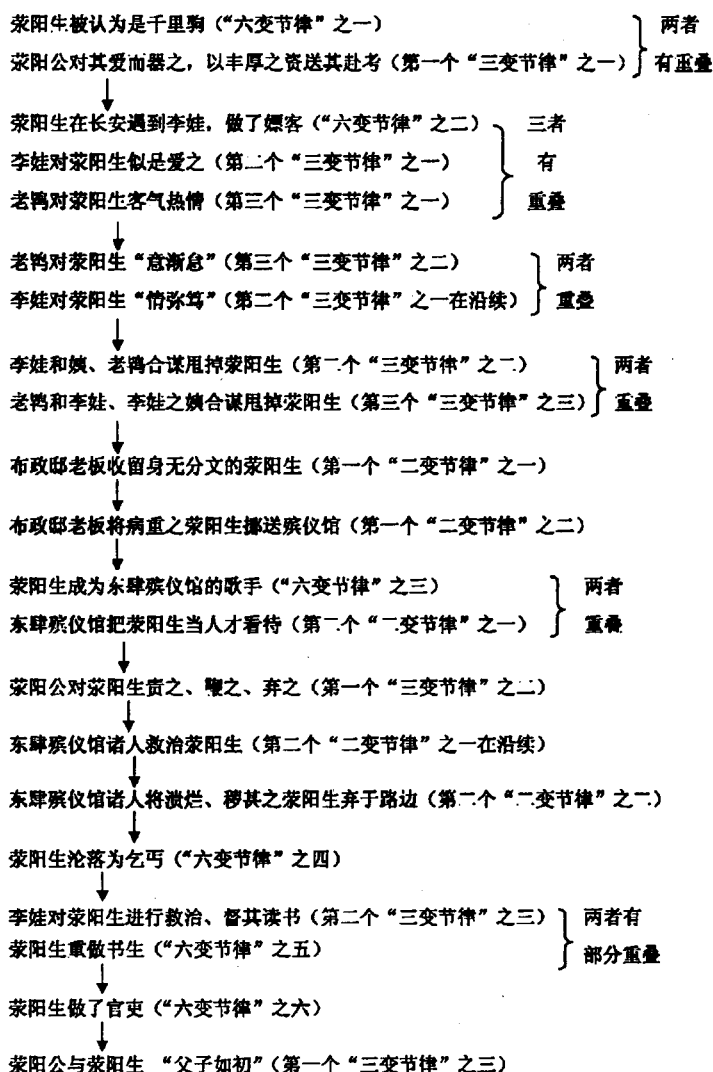 荥阳生被认为是千里驹（“六变节律”之一） 两者
荥阳公对其爱而器之，以丰厚之资送其赴考（第一个“三变节律”之一） 有重叠
荥阳生在长安遇到李娃，做了嫖客（“六变节律”之二） 三者
李娃对荥阳生似是爱之（第二个“三变节律”之一） 有
老鸨对荥阳生客气热情（第三个“三变节律”之一） 重叠
老鸨对荥阳生“意渐怠”（第三个“三变节律”之二） 两者
李娃对荥阳生“情弥笃”（第二个“三变节律”之一在沿续） 重叠
李娃和姨、老鸨合谋甩掉荥阳生（第二个“三变节律”之二） 两者
老鸨和李娃、李娃之姨合谋甩掉荥阳生（第三个“三变节律”之三） 重叠
布政邸老板收留身无分文的荥阳生（第一个“二变节律”之一）
布政邸老板将病重之荥阳生挪送殡仪馆（第一个“二变节律”之二）
荥阳生成为东肆殡仪馆的歌手（“六变节律”之三） 两者
东肆殡仪馆把荥阳生当人才看待（第二个“二变节律”之一） 重叠
荥阳公对荥阳生责之、鞭之、弃之（第一个“三变节律”之二）
东肆殡仪馆诸人救治荥阳生（第二个“二变节律”之一在沿续）
东肆殡仪馆诸人将溃烂、秽甚之荥阳生弃于路边（第二个“二变节律”之二）
荥阳生沦落为乞丐（“六变节律”之四）
李娃对荥阳生进行救治、督其读书（第二个“三变节律”之三） 两者有
荥阳生重做书生（“六变节律”之五） 部分重叠
荥阳生做了官吏（“六变节律”之六）
荥阳公与荥阳生 “父子如初”（第一个“三变节律”之三）